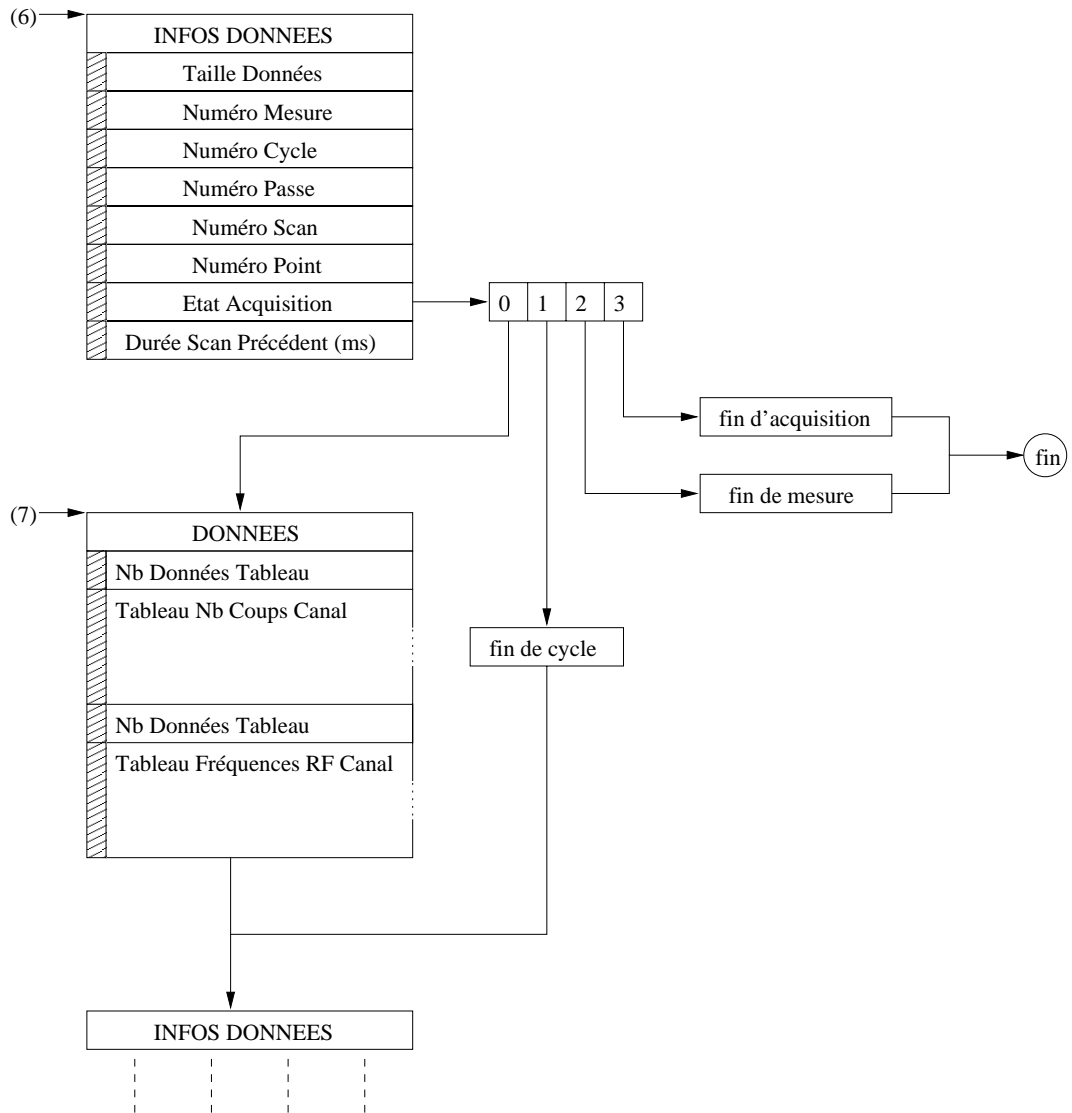 (6)
INFOS DONNEES
Taille Données
Numéro Mesure
Numéro Cycle
Numéro Passe
Numéro Scan
Numéro Point
Etat Acquisition
0 1 2 3
Durée Scan Précédent (ms)
fin d'acquisition
fin
fin de mesure
(7)
DONNEES
Nb Données Tableau
Tableau Nb Coups Canal
fin de cycle
Nb Données Tableau
Tableau Fréquences RF Canal
INFOS DONNEES